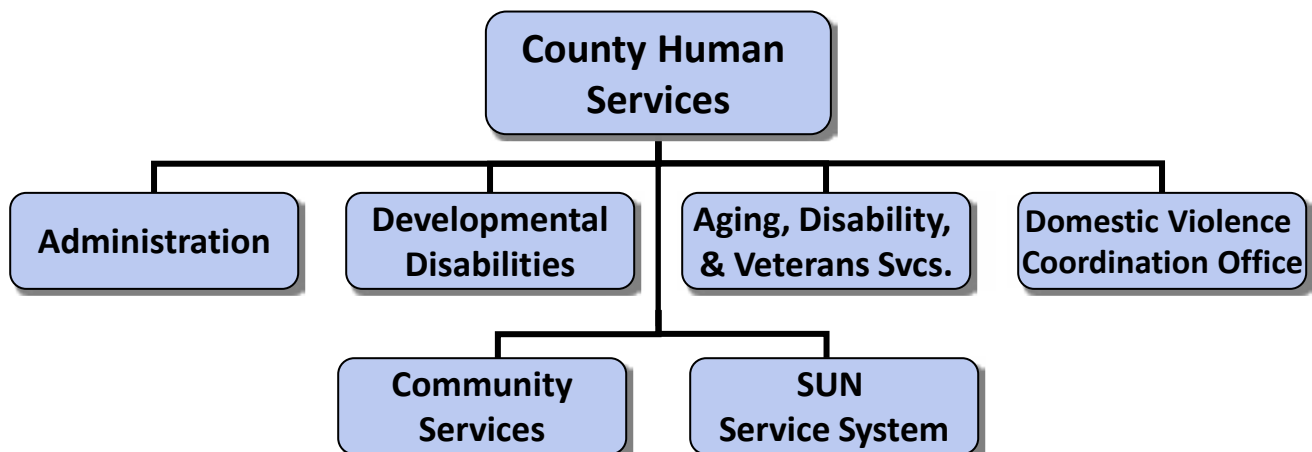 County Human
Services
Administration
Developmental
Disabilities
Aging, Disability,
& Veterans Svcs.
Domestic Violence
Coordination Office
Community
Services
SUN
Service System